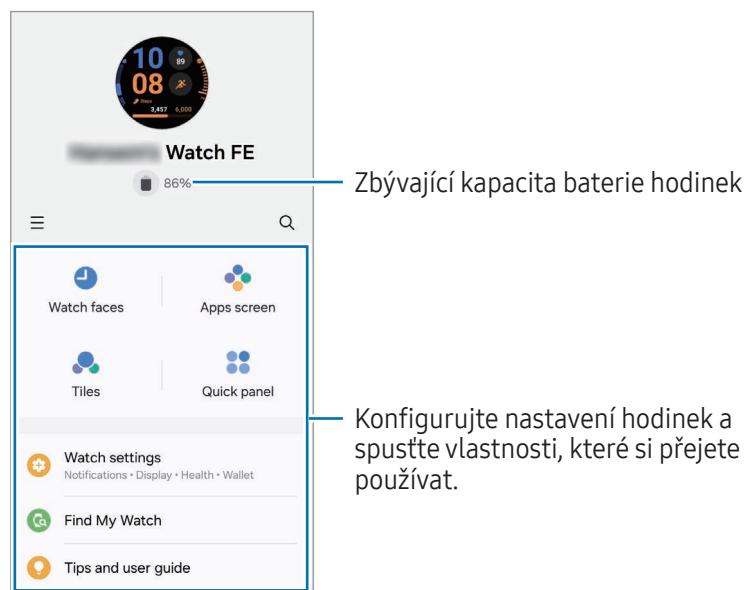 10
08
89
Steps
3,457 6,000
Watch FE
86%
Zbývající kapacita baterie hodinek
Watch faces
Apps screen
Tiles
Quick panel
Konfigurujte nastavení hodinek a
spusťte vlastnosti, které si přejete
používat.
Watch settings
Notifications • Display • Health • Wallet
Find My Watch
Tips and user guide